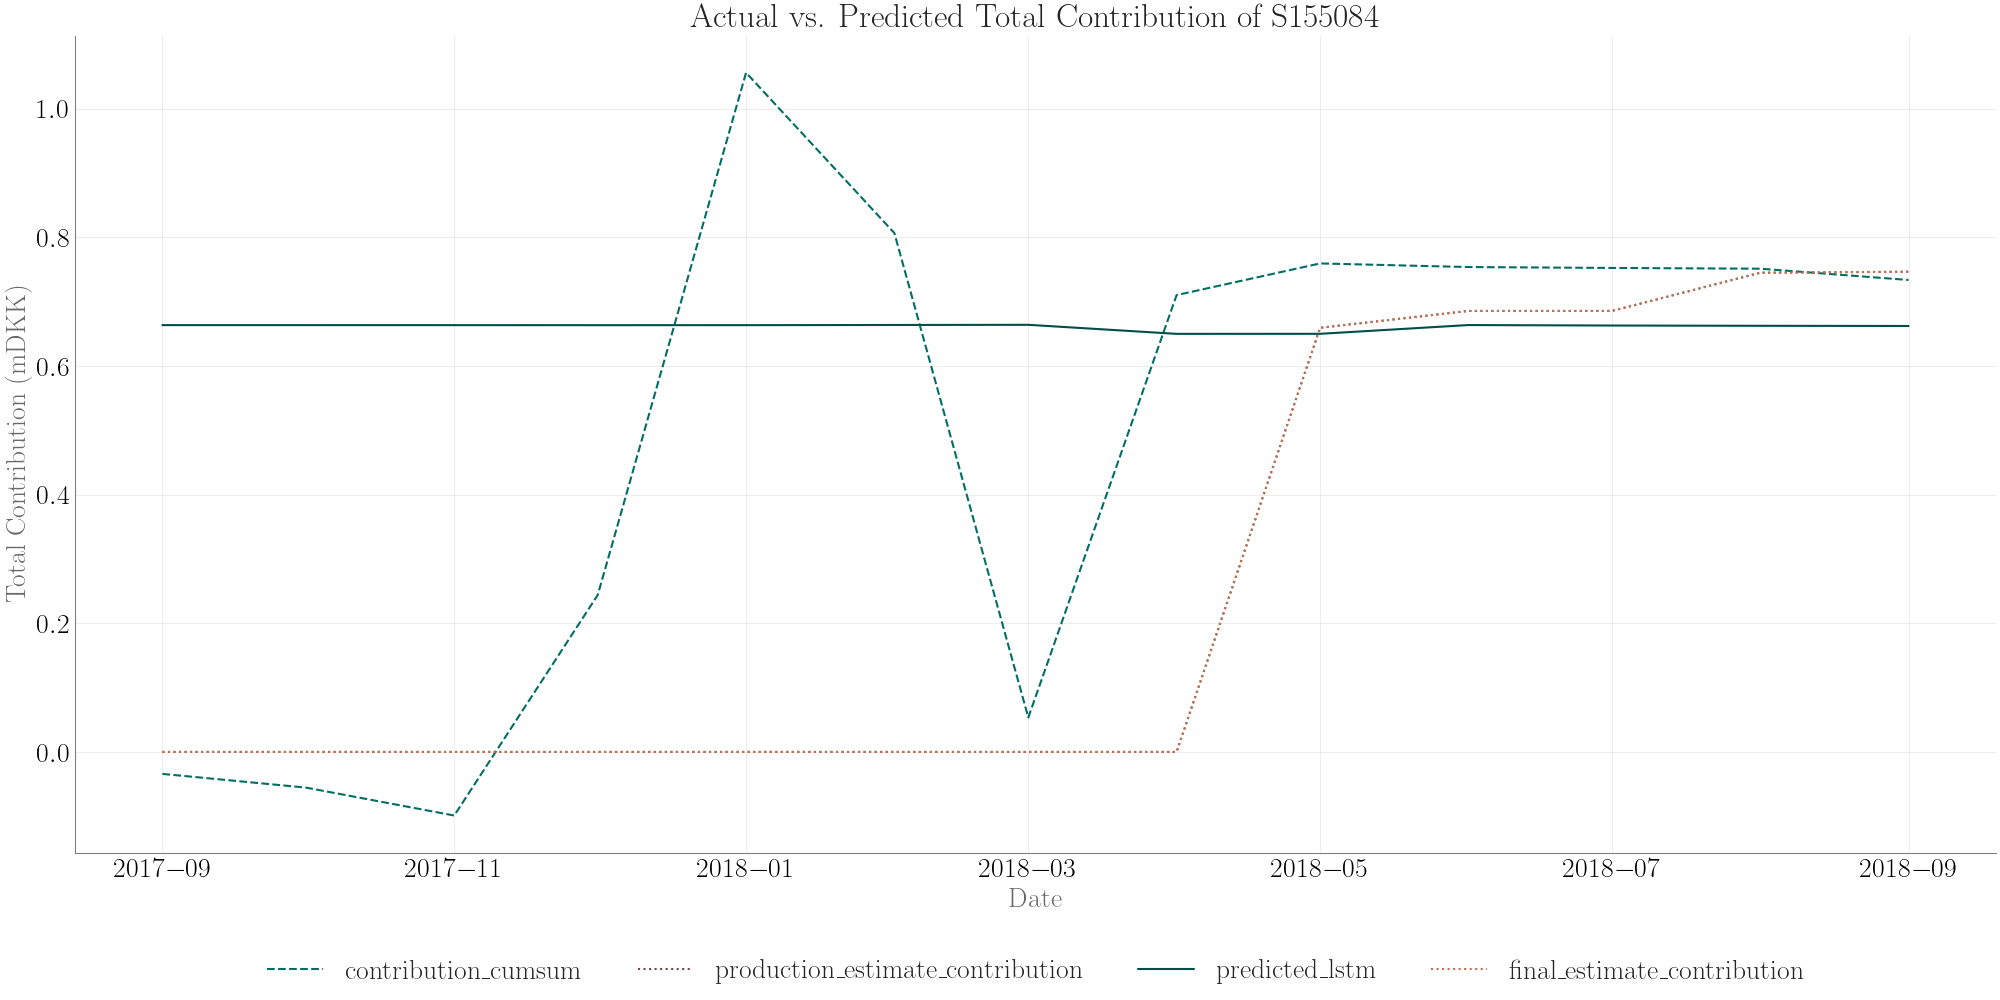 Actual vs. Predicted Total Contribution of S155084
Total Contribution (mDKK)
1.0
0.8
0.6
0.4
0.2
0.0
2017–09 2017–11 2018–01 2018–03 2018–05 2018–07 2018–09
Date
contribution_cumsum production_estimate_contribution predicted_lstm final_estimate_contribution